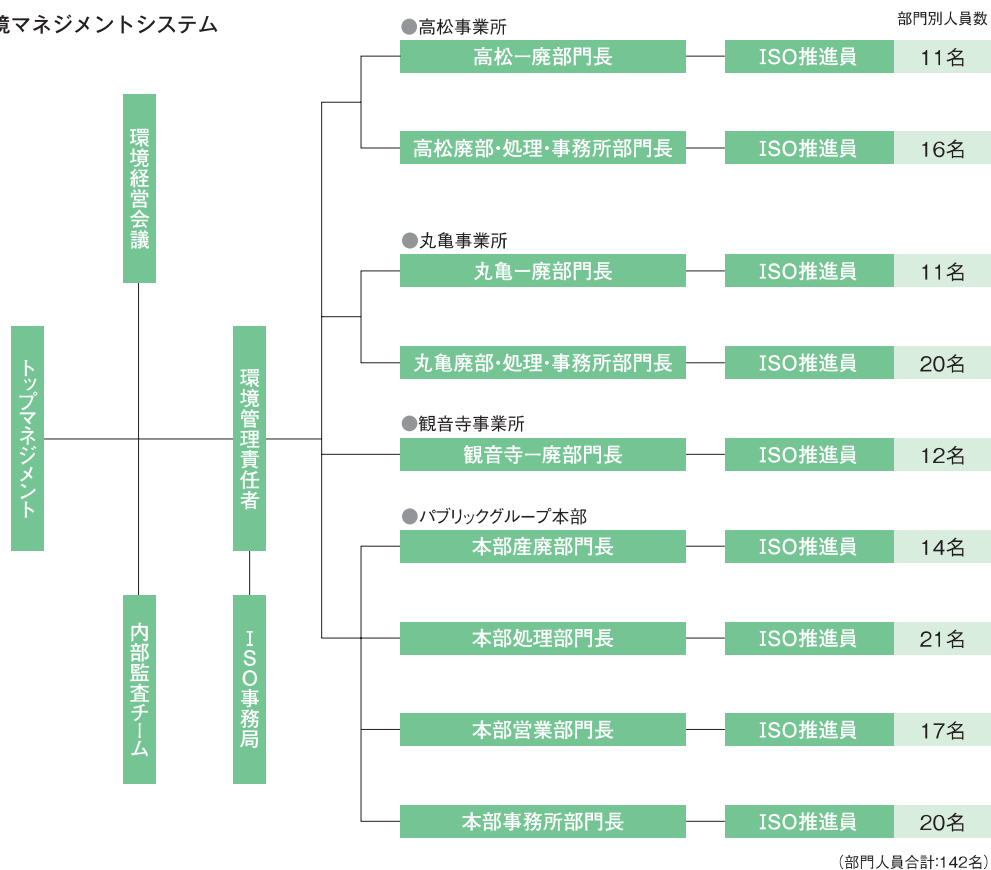 境マネジメントシステム
部門別人員数
環境経営会議
トップマネジメント
環境管理責任者
内部監査チーム
ISO事務局
●高松事業所
高松一廃部門長 ISO推進員 11名
高松廃部・処理・事務所部門長 ISO推進員 16名
●丸亀事業所
丸亀一廃部門長 ISO推進員 11名
丸亀廃部・処理・事務所部門長 ISO推進員 20名
●観音寺事業所
観音寺一廃部門長 ISO推進員 12名
●パブリックグループ本部
本部産廃部門長 ISO推進員 14名
本部処理部門長 ISO推進員 21名
本部営業部門長 ISO推進員 17名
本部事務所部門長 ISO推進員 20名
(部門人員合計:142名)